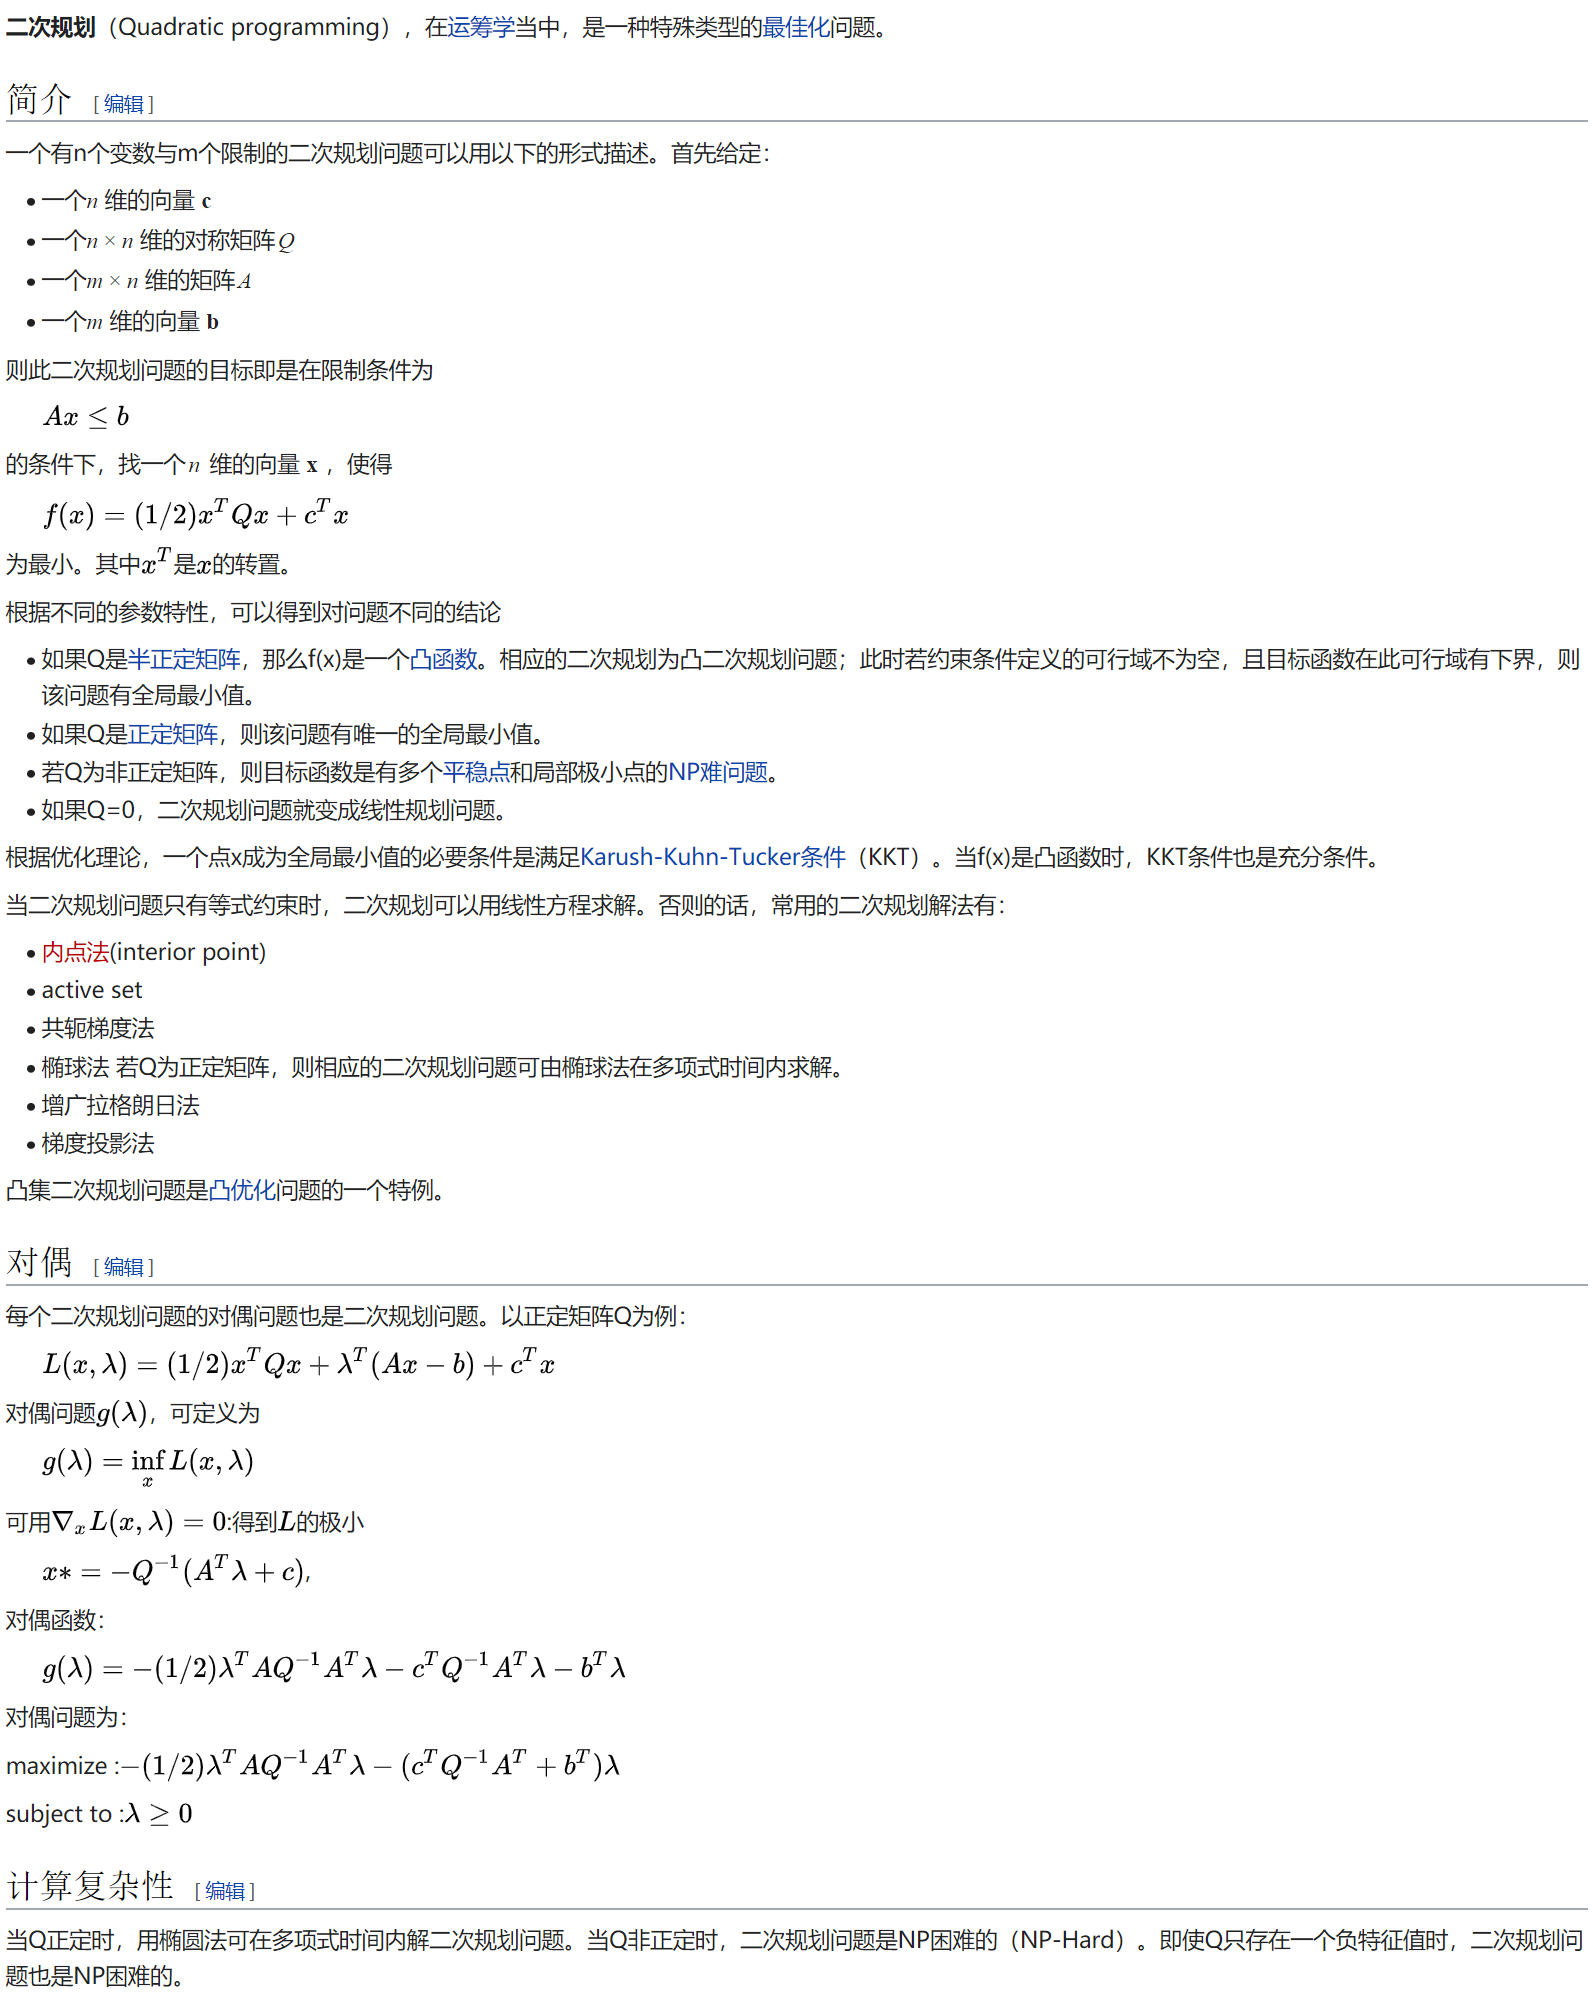 二次规划（Quadratic programming），在运筹学当中，是一种特殊类型的最佳化问题。
简介 [编辑]
一个有n个变数与m个限制的二次规划问题可以用以下的形式描述。首先给定：
• 一个n 维的向量 c
• 一个n × n 维的对称矩阵Q
• 一个m × n 维的矩阵A
• 一个m 维的向量 b
则此二次规划问题的目标即是在限制条件为
Ax ≤ b
的条件下，找一个n 维的向量 x ，使得
f(x) = (1/2)x^T Qx + c^T x
为最小。其中x^T是x的转置。
根据不同的参数特性，可以得到对问题不同的结论
• 如果Q是半正定矩阵，那么f(x)是一个凸函数。相应的二次规划为凸二次规划问题；此时若约束条件定义的可行域不为空，且目标函数在此可行域有下界，则
该问题有全局最小值。
• 如果Q是正定矩阵，则该问题有唯一的全局最小值。
• 若Q为非正定矩阵，则目标函数是有多个平稳点和局部极小点的NP难问题。
• 如果Q=0，二次规划问题就变成线性规划问题。
根据优化理论，一个点x成为全局最小值的必要条件是满足Karush-Kuhn-Tucker条件（KKT）。当f(x)是凸函数时，KKT条件也是充分条件。
当二次规划问题只有等式约束时，二次规划可以用线性方程求解。否则的话，常用的二次规划解法有：
• 内点法(interior point)
• active set
• 共轭梯度法
• 椭球法 若Q为正定矩阵，则相应的二次规划问题可由椭球法在多项式时间内求解。
• 增广拉格朗日法
• 梯度投影法
凸集二次规划问题是凸优化问题的一个特例。
对偶 [编辑]
每个二次规划问题的对偶问题也是二次规划问题。以正定矩阵Q为例：
L(x, λ) = (1/2)x^T Qx + λ^T (Ax − b) + c^T x
对偶问题g(λ)，可定义为
g(λ) = inf_x L(x, λ)
可用∇_x L(x, λ) = 0:得到L的极小
x* = −Q^{−1}(A^T λ + c),
对偶函数：
g(λ) = −(1/2)λ^T AQ^{−1}A^T λ − c^T Q^{−1}A^T λ − b^T λ
对偶问题为：
maximize :−(1/2)λ^T AQ^{−1}A^T λ − (c^T Q^{−1}A^T + b^T)λ
subject to :λ ≥ 0
计算复杂性 [编辑]
当Q正定时，用椭圆法可在多项式时间内解二次规划问题。当Q非正定时，二次规划问题是NP困难的（NP-Hard）。即使Q只存在一个负特征值时，二次规划问
题也是NP困难的。